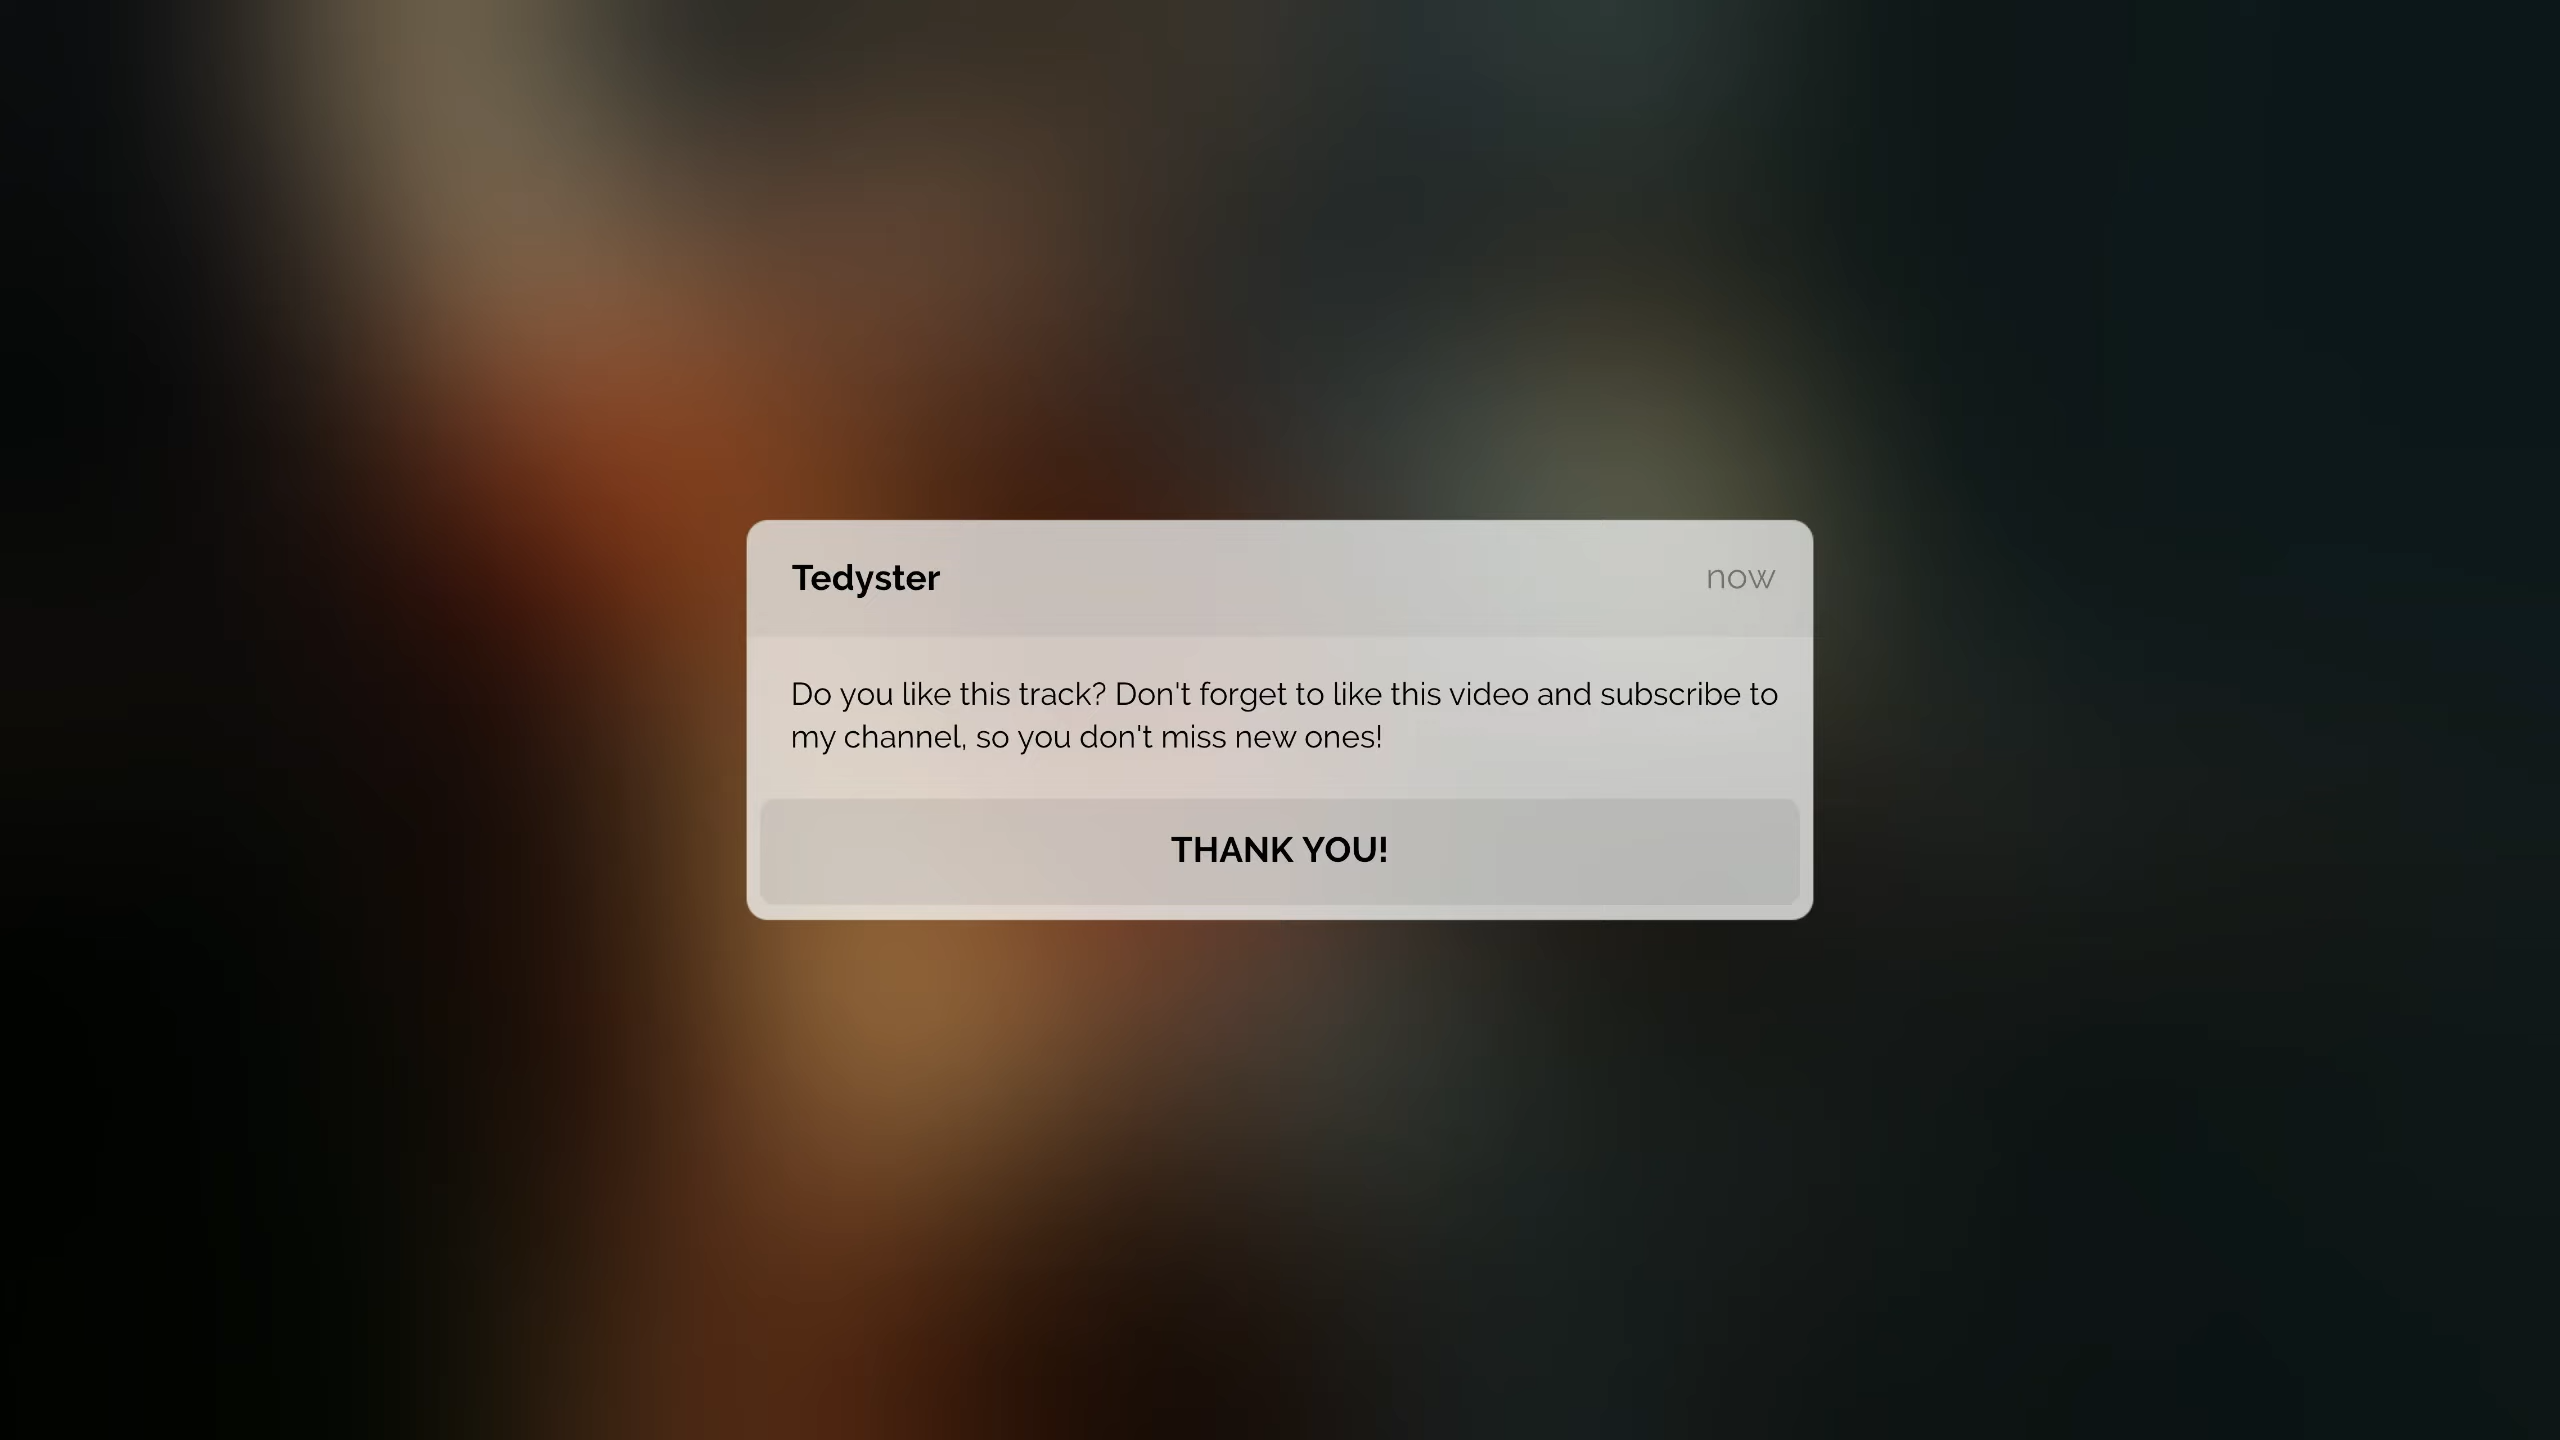 Tedyster
now
Do you like this track? Don't forget to like this video and subscribe to
my channel, so you don't miss new ones!
THANK YOU!